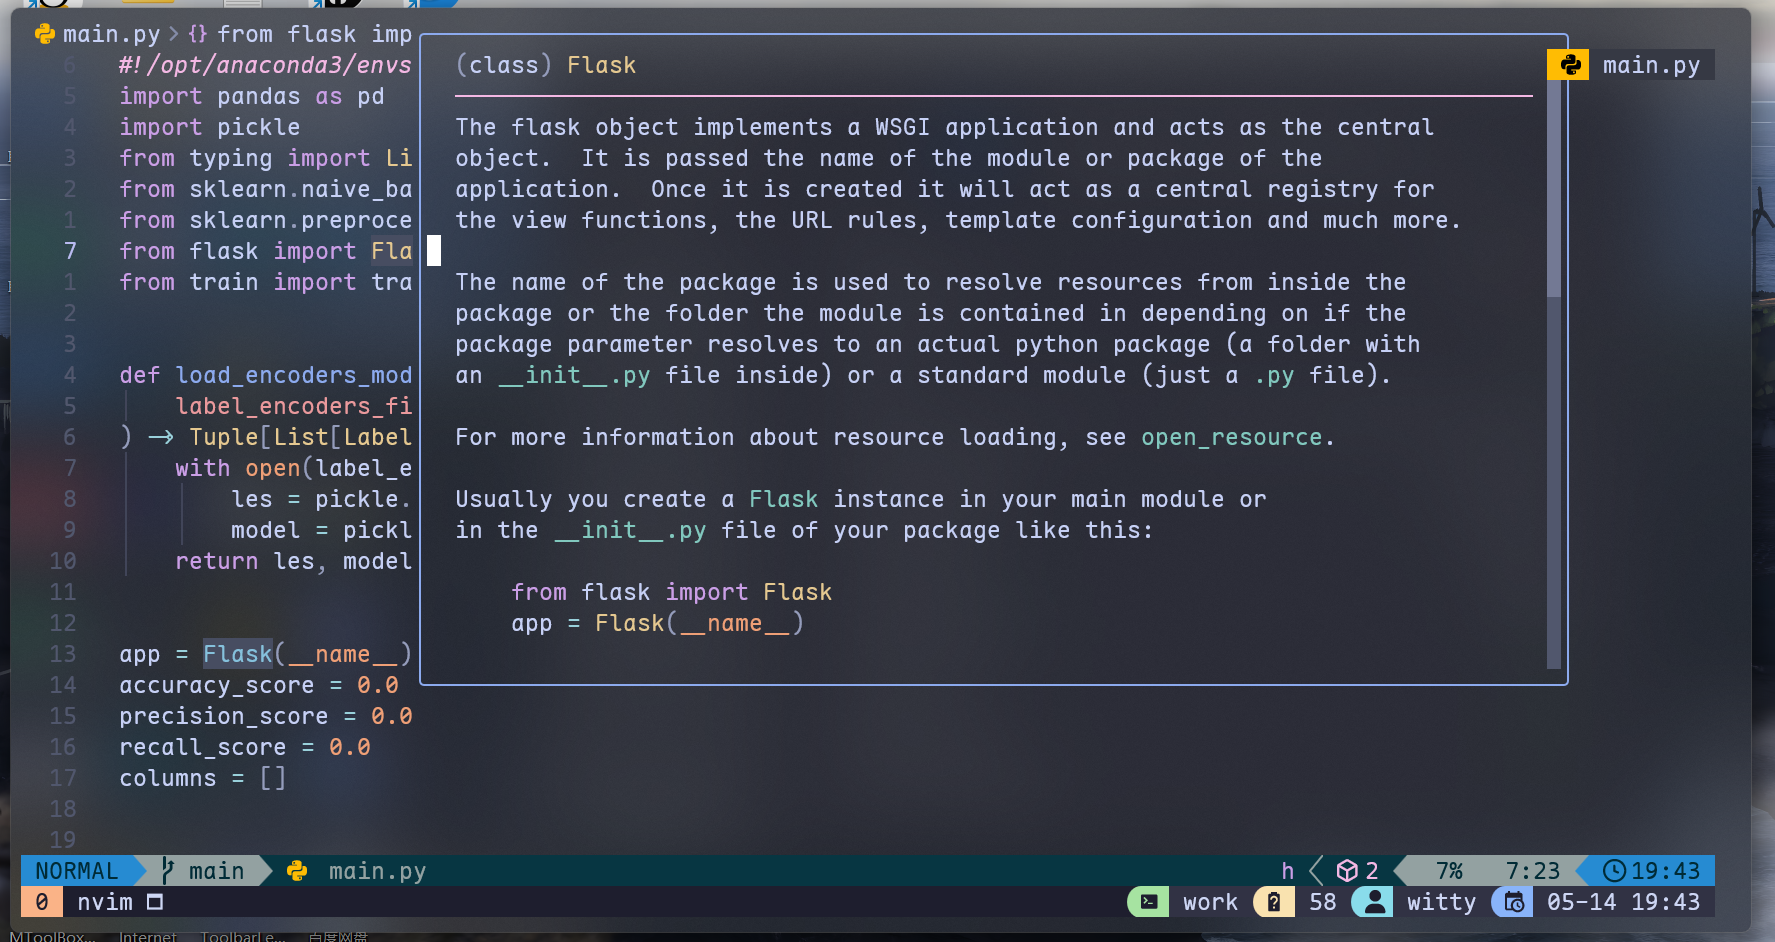 main.py > {} from flask imp
6 #!/opt/anaconda3/envs
5 import pandas as pd
4 import pickle
3 from typing import Li
2 from sklearn.naive_ba
1 from sklearn.preproce
7 from flask import Fla
1 from train import tra
2
3
4 def load_encoders_mod
5 label_encoders_fi
6 ) → Tuple[List[Label
7 with open(label_e
8 les = pickle.
9 model = pickl
10 return les, model
11
12
13 app = Flask(__name__)
14 accuracy_score = 0.0
15 precision_score = 0.0
16 recall_score = 0.0
17 columns = []
18
19
(class) Flask
The flask object implements a WSGI application and acts as the central
object.  It is passed the name of the module or package of the
application.  Once it is created it will act as a central registry for
the view functions, the URL rules, template configuration and much more.
The name of the package is used to resolve resources from inside the
package or the folder the module is contained in depending on if the
package parameter resolves to an actual python package (a folder with
an __init__.py file inside) or a standard module (just a .py file).
For more information about resource loading, see open_resource.
Usually you create a Flask instance in your main module or
in the __init__.py file of your package like this:
from flask import Flask
app = Flask(__name__)
main.py
NORMAL main main.py h 2 7% 7:23 19:43
0 nvim work 58 witty 05-14 19:43
MToolBox... Internet ToolbarLe... 百度网盘